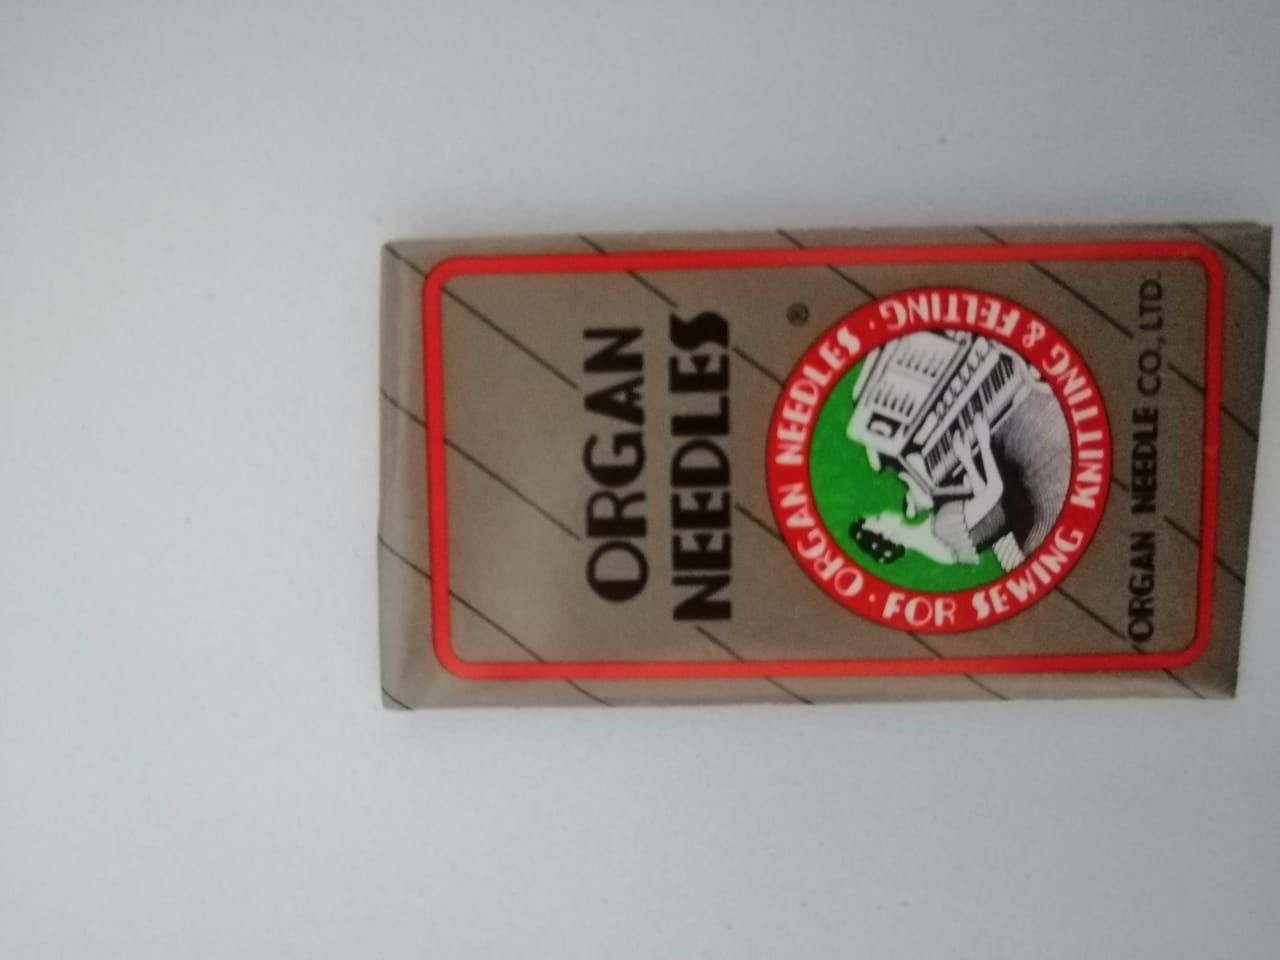 ORGAN
NEEDLES
®
ORGAN NEEDLES · FOR SEWING KNITTING & FELTING ·
ORGAN NEEDLE CO., LTD.